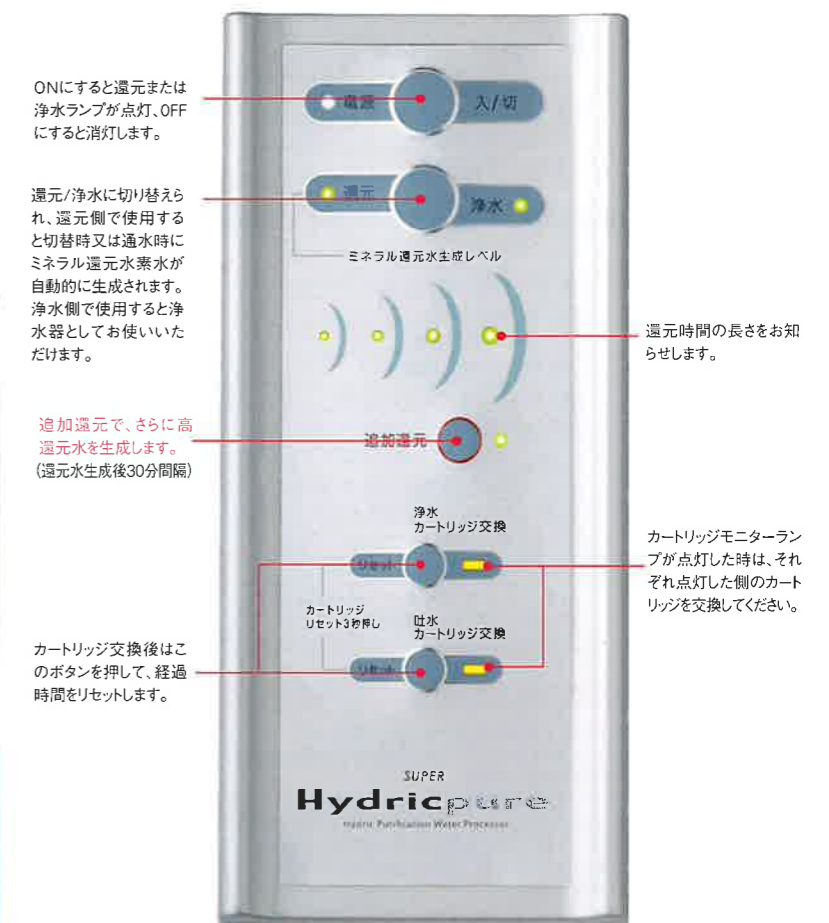 ONにすると還元または
浄水ランプが点灯、OFF
にすると消灯します。
電源
入/切
還元/浄水に切り替えら
れ、還元側で使用する
と切替時又は通水時に
ミネラル還元水素水が
自動的に生成されます。
浄水側で使用すると浄
水器としてお使いいた
だけます。
還元
浄水
ミネラル還元水生成レベル
還元時間の長さをお知
らせします。
追加還元で、さらに高
還元水を生成します。
(還元水生成後30分間隔)
追加還元
浄水
カートリッジ交換
リセット
カートリッジモニターラン
プが点灯した時は、それ
ぞれ点灯した側のカート
リッジを交換してください。
カートリッジ
リセット3秒押し
吐水
カートリッジ交換
リセット
カートリッジ交換後はこ
のボタンを押して、経過
時間をリセットします。
SUPER
Hydricpure
Hydric Purification Water Processor